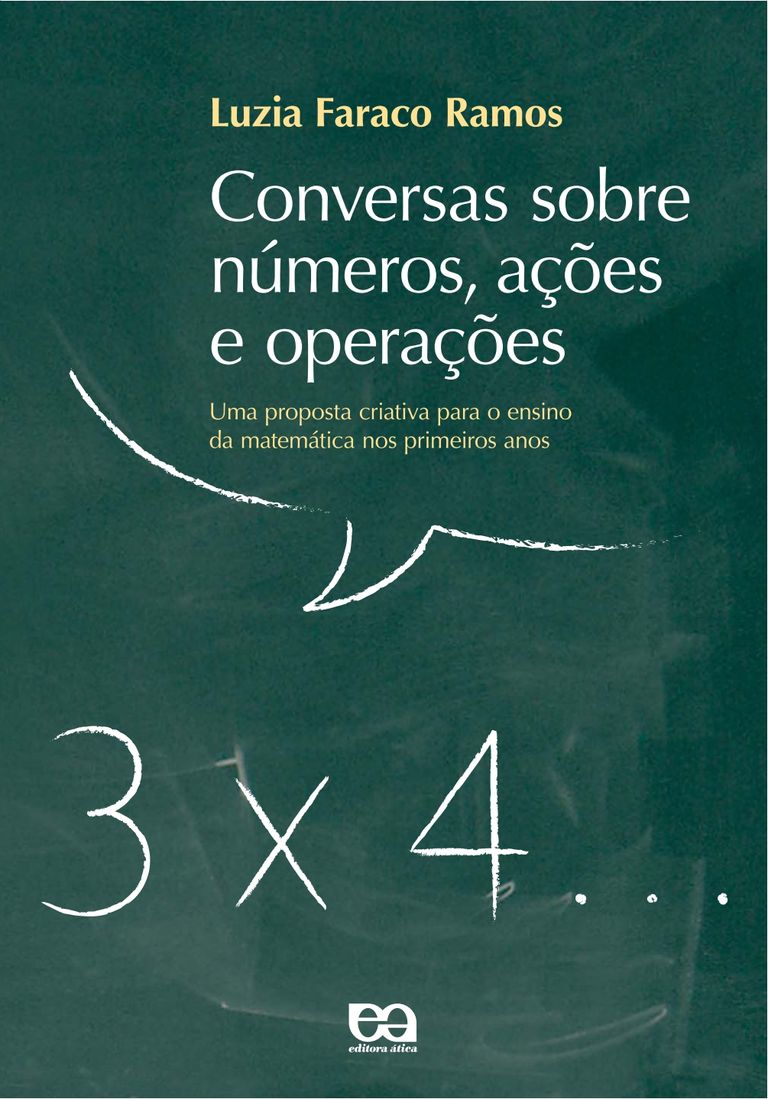 Luzia Faraco Ramos
Conversas sobre
números, ações
e operações
Uma proposta criativa para o ensino
da matemática nos primeiros anos
3 x 4...
ea
editora ática